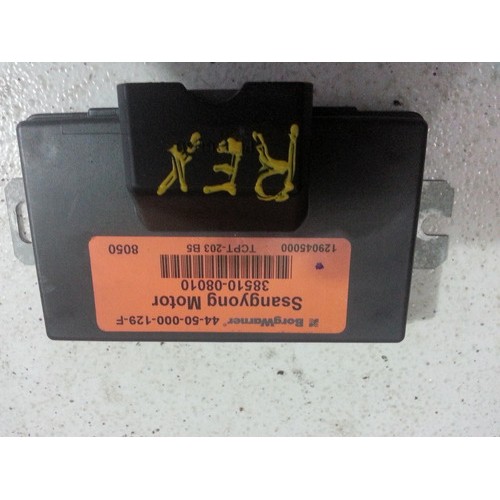 REX
BorgWarner 44-50-000-129-F
Ssangyong Motor
38510-08010
129045000 TCPT-203 B5 8050